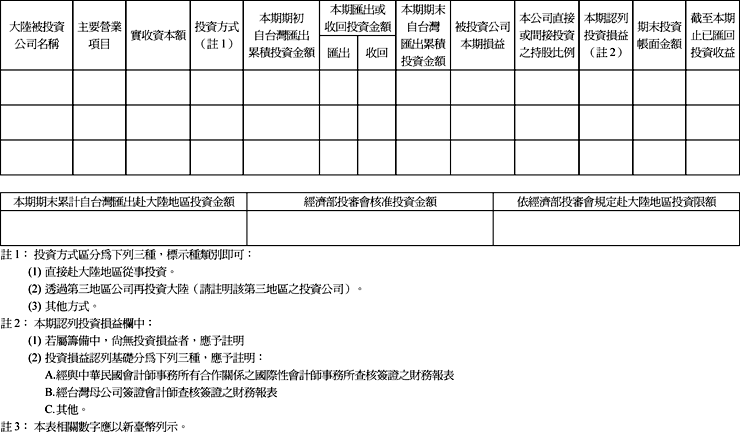 大陸被投資
公司名稱
主要營業
項目
實收資本額
投資方式
（註1）
本期期初
自台灣匯出
累積投資金額
本期匯出或
收回投資金額
匯出
收回
本期期末
自台灣
匯出累積
投資金額
被投資公司
本期損益
本公司直接
或間接投資
之持股比例
本期認列
投資損益
（註2）
期末投資
帳面金額
截至本期
止已匯回
投資收益
本期期末累計自台灣匯出赴大陸地區投資金額
經濟部投審會核准投資金額
依經濟部投審會規定赴大陸地區投資限額
註1：投資方式區分為下列三種，標示種類別即可：
(1) 直接赴大陸地區從事投資。
(2) 透過第三地區公司再投資大陸（請註明該第三地區之投資公司）。
(3) 其他方式。
註2：本期認列投資損益欄中：
(1) 若屬籌備中，尚無投資損益者，應予註明
(2) 投資損益認列基礎分為下列三種，應予註明：
A.經與中華民國會計師事務所有合作關係之國際性會計師事務所查核簽證之財務報表
B.經台灣母公司簽證會計師查核簽證之財務報表
C.其他。
註3：本表相關數字應以新臺幣列示。